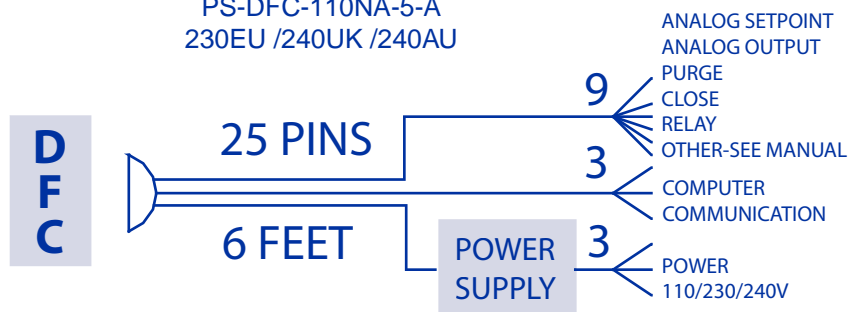 PS-DFC-110NA-5-A
230EU /240UK /240AU
ANALOG SETPOINT
ANALOG OUTPUT
PURGE
CLOSE
RELAY
OTHER-SEE MANUAL
9
D
F
C
25 PINS
3
COMPUTER
COMMUNICATION
6 FEET
POWER
SUPPLY
3
POWER
110/230/240V